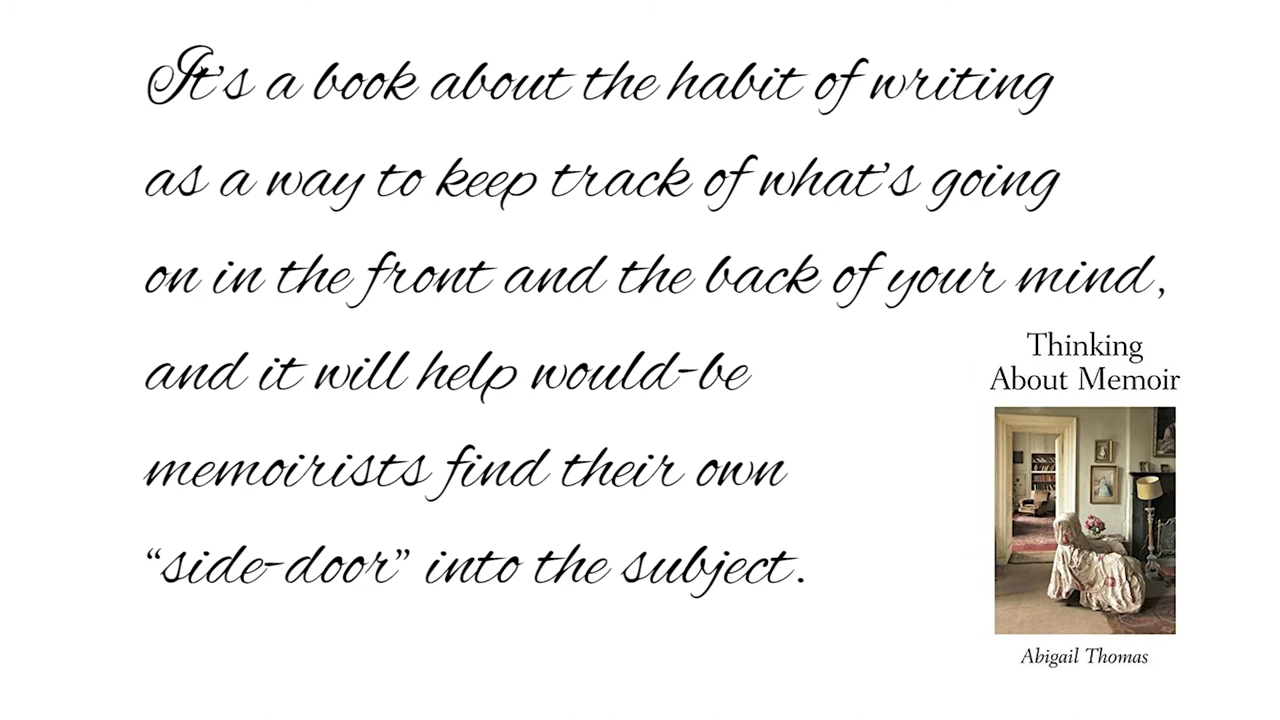 It's a book about the habit of writing
as a way to keep track of what's going
on in the front and the back of your mind,
and it will help would-be
memoirists find their own
“side-door” into the subject.
Thinking
About Memoir
Abigail Thomas